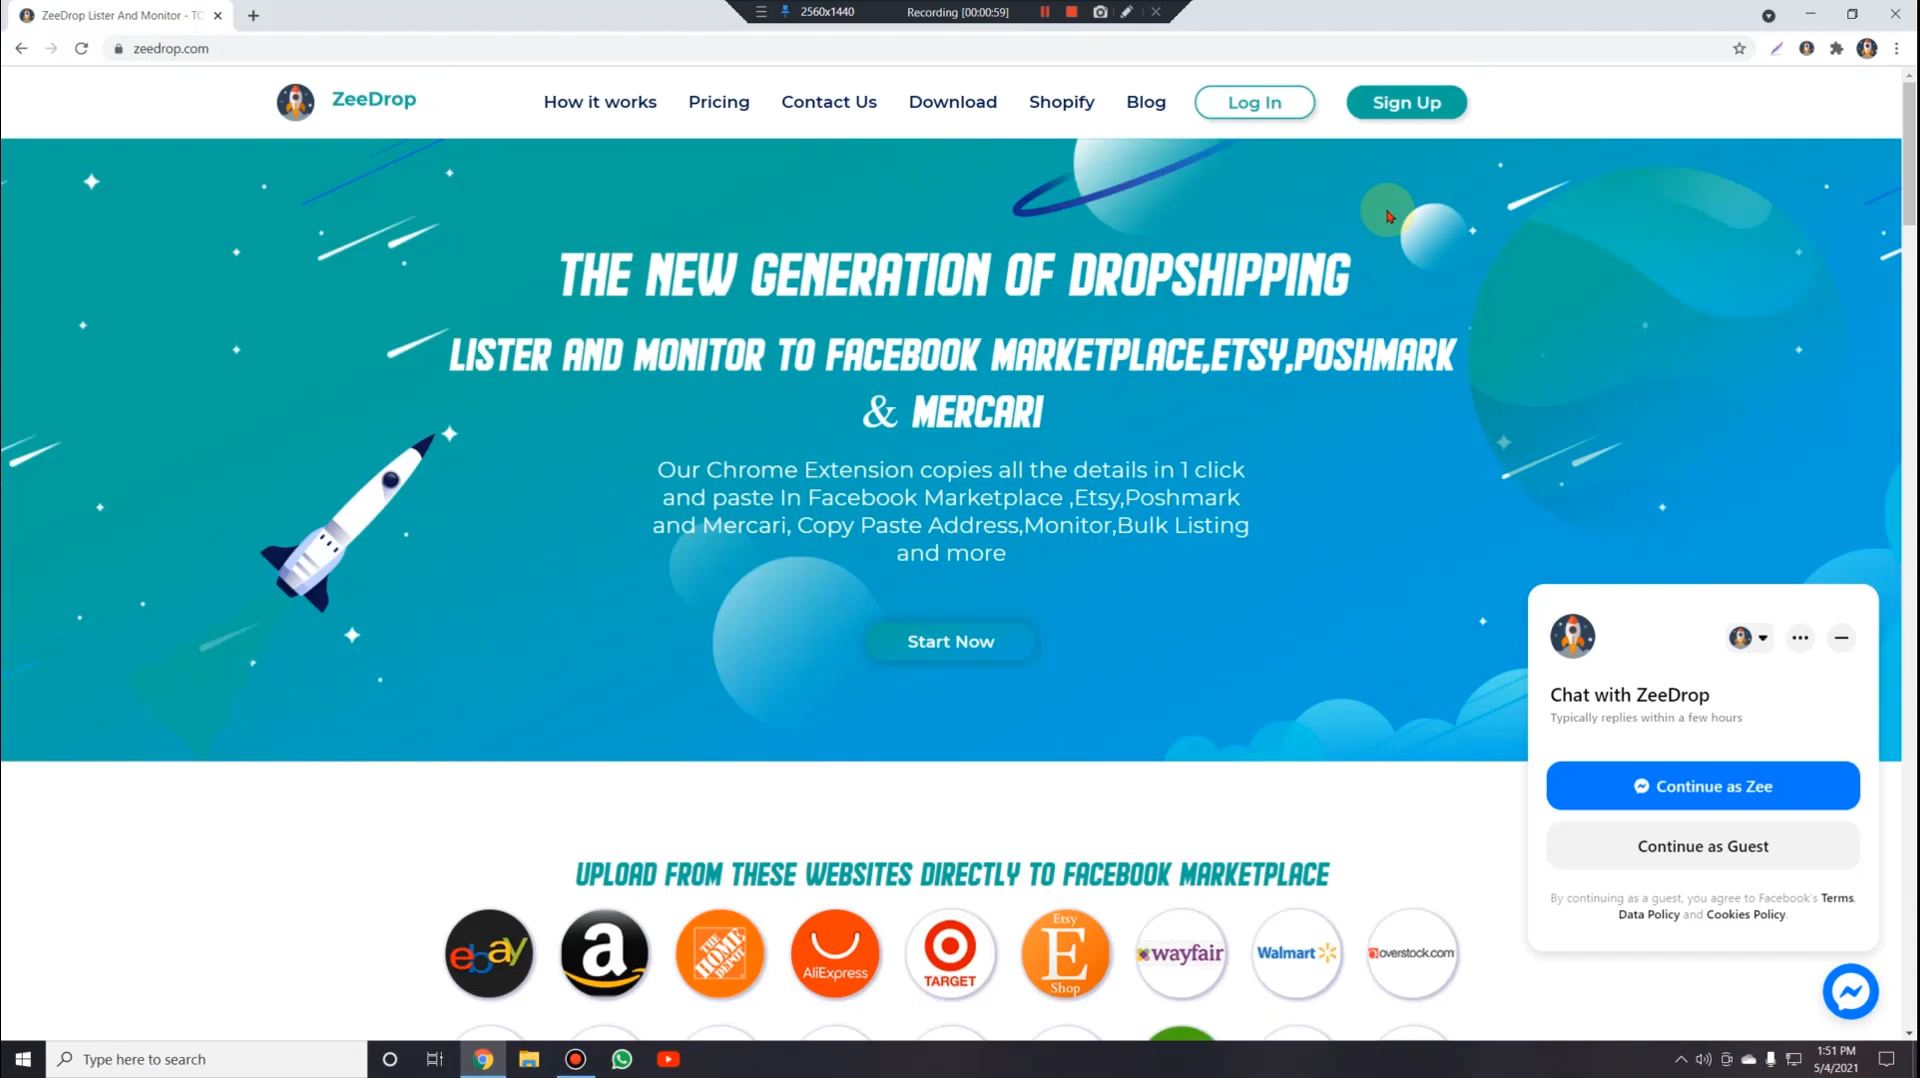 ZeeDrop Lister And Monitor - TO
2560x1440
Recording [00:00:59]
zeedrop.com
ZeeDrop
How it works
Pricing
Contact Us
Download
Shopify
Blog
Log In
Sign Up
THE NEW GENERATION OF DROPSHIPPING
LISTER AND MONITOR TO FACEBOOK MARKETPLACE,ETSY,POSHMARK
& MERCARI
Our Chrome Extension copies all the details in 1 click
and paste In Facebook Marketplace ,Etsy,Poshmark
and Mercari, Copy Paste Address,Monitor,Bulk Listing
and more
Start Now
Chat with ZeeDrop
Typically replies within a few hours
Continue as Zee
Continue as Guest
By continuing as a guest, you agree to Facebook's Terms,
Data Policy and Cookies Policy.
UPLOAD FROM THESE WEBSITES DIRECTLY TO FACEBOOK MARKETPLACE
ebay
a
THE HOME DEPOT
AliExpress
TARGET
Etsy
E
Shop
wayfair
Walmart
overstock.com
Type here to search
1:51 PM
5/4/2021